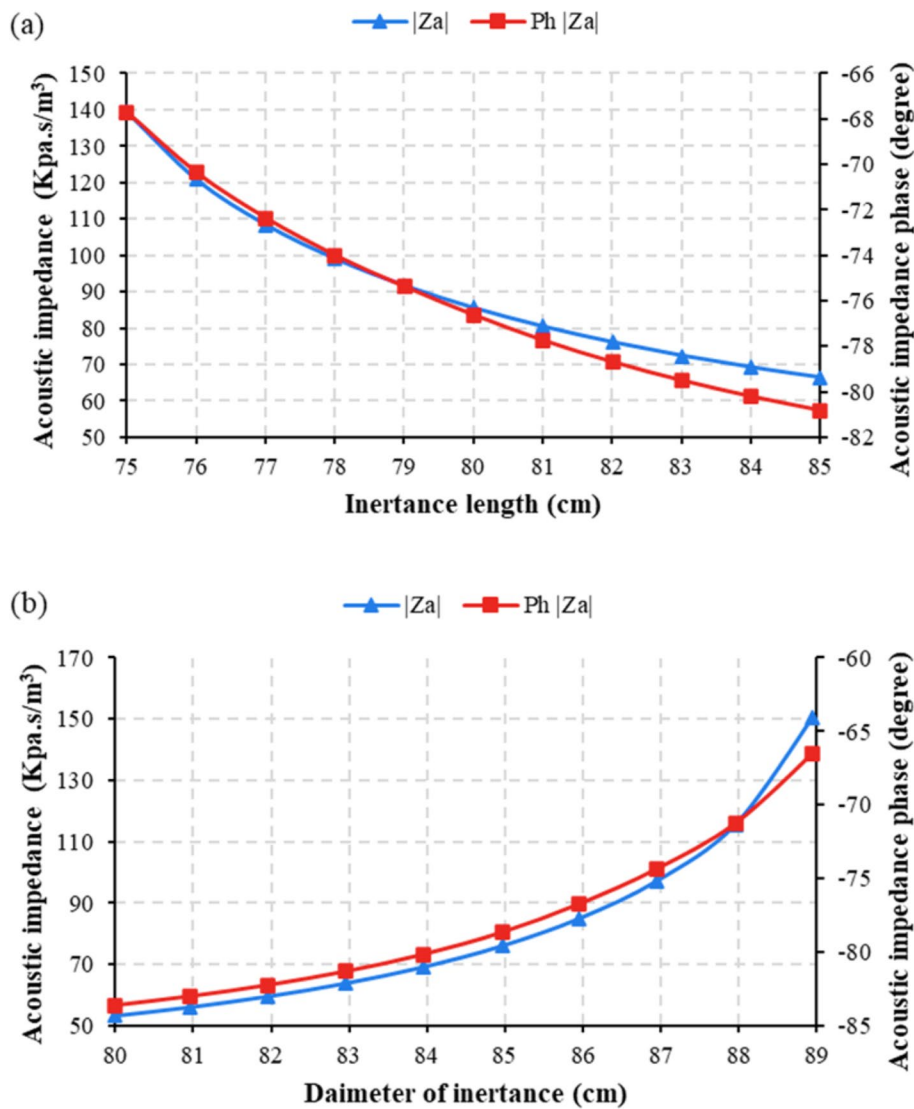 (a)
|Za| Ph |Za|
Acoustic impedance (Kpa.s/m³)
150
140
130
120
110
100
90
80
70
60
50
-66
-68
-70
-72
-74
-76
-78
-80
-82
Acoustic impedance phase (degree)
75 76 77 78 79 80 81 82 83 84 85
Inertance length (cm)
(b)
|Za| Ph |Za|
Acoustic impedance (Kpa.s/m³)
170
150
130
110
90
70
50
-60
-65
-70
-75
-80
-85
Acoustic impedance phase (degree)
80 81 82 83 84 85 86 87 88 89
Daimeter of inertance (cm)